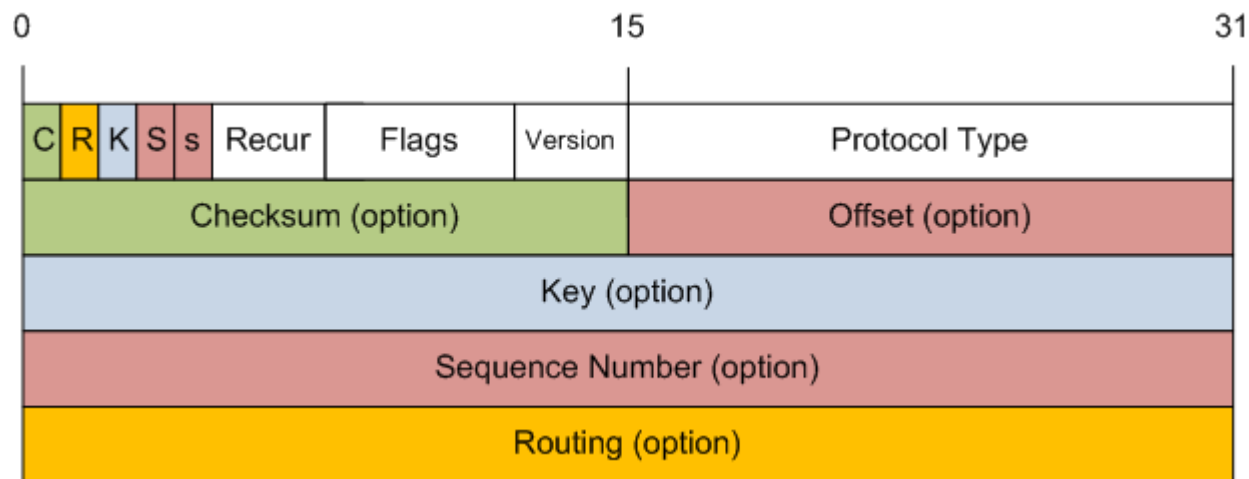 0 15 31
C R K S s Recur Flags Version Protocol Type
Checksum (option) Offset (option)
Key (option)
Sequence Number (option)
Routing (option)